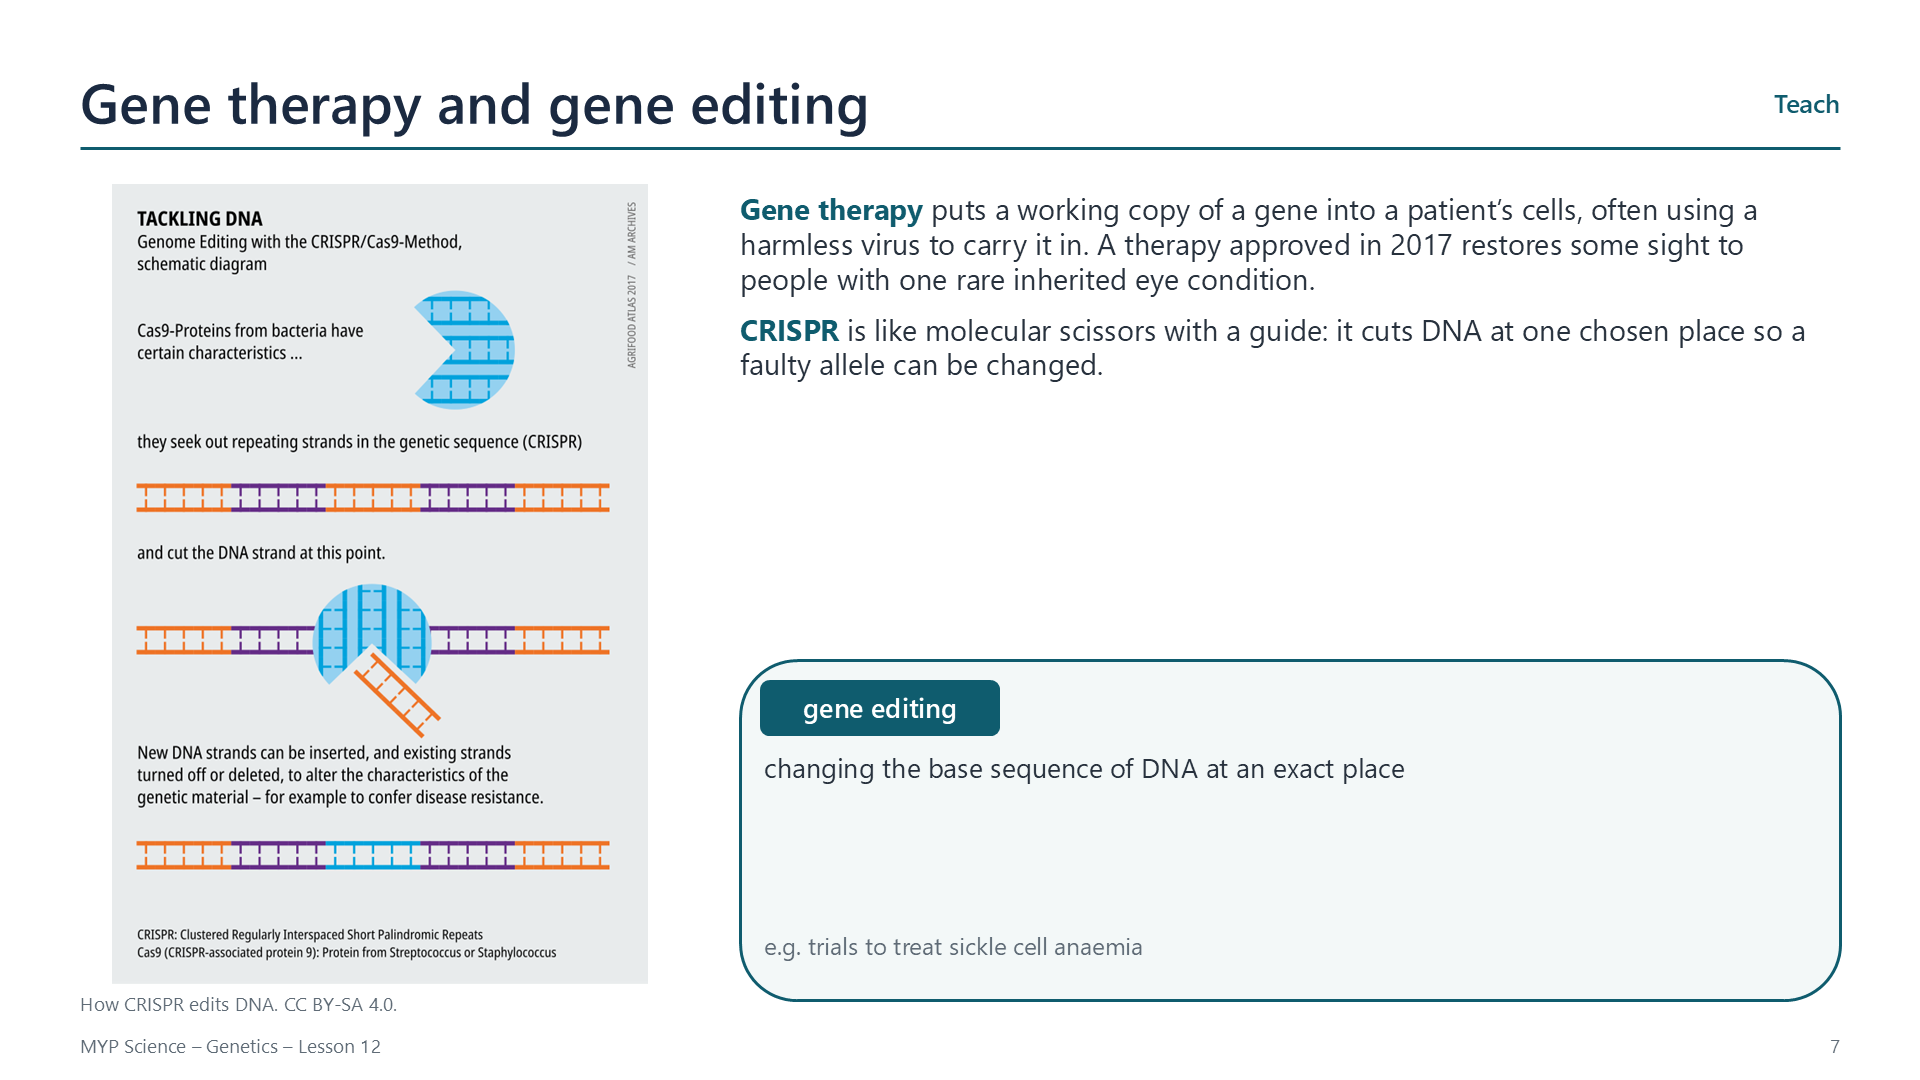 Gene therapy and gene editing
Teach
TACKLING DNA
Genome Editing with the CRISPR/Cas9-Method,
schematic diagram
AGRIFOOD ATLAS 2017 / AM ARCHIVES
Cas9-Proteins from bacteria have
certain characteristics ...
they seek out repeating strands in the genetic sequence (CRISPR)
and cut the DNA strand at this point.
New DNA strands can be inserted, and existing strands
turned off or deleted, to alter the characteristics of the
genetic material – for example to confer disease resistance.
CRISPR: Clustered Regularly Interspaced Short Palindromic Repeats
Cas9 (CRISPR-associated protein 9): Protein from Streptococcus or Staphylococcus
How CRISPR edits DNA. CC BY-SA 4.0.
Gene therapy puts a working copy of a gene into a patient‘s cells, often using a
harmless virus to carry it in. A therapy approved in 2017 restores some sight to
people with one rare inherited eye condition.
CRISPR is like molecular scissors with a guide: it cuts DNA at one chosen place so a
faulty allele can be changed.
gene editing
changing the base sequence of DNA at an exact place
e.g. trials to treat sickle cell anaemia
MYP Science – Genetics – Lesson 12
7